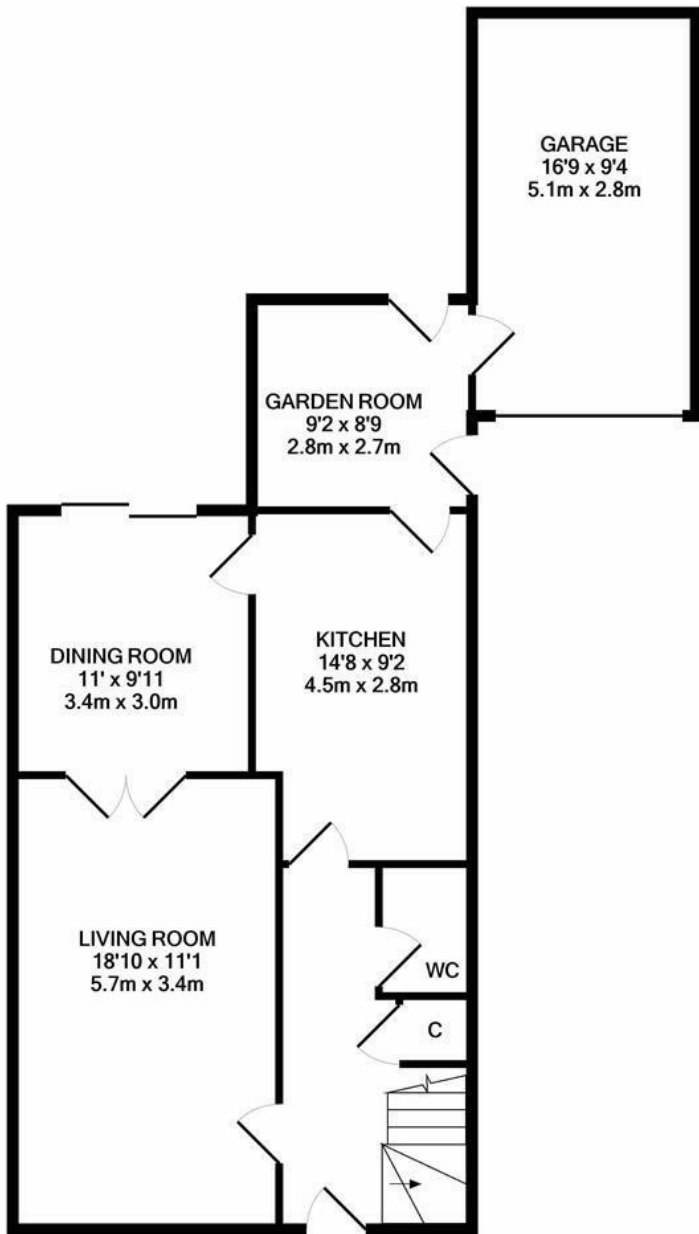 GARAGE
16'9 x 9'4
5.1m x 2.8m
GARDEN ROOM
9'2 x 8'9
2.8m x 2.7m
DINING ROOM
11' x 9'11
3.4m x 3.0m
KITCHEN
14'8 x 9'2
4.5m x 2.8m
LIVING ROOM
18'10 x 11'1
5.7m x 3.4m
WC
C